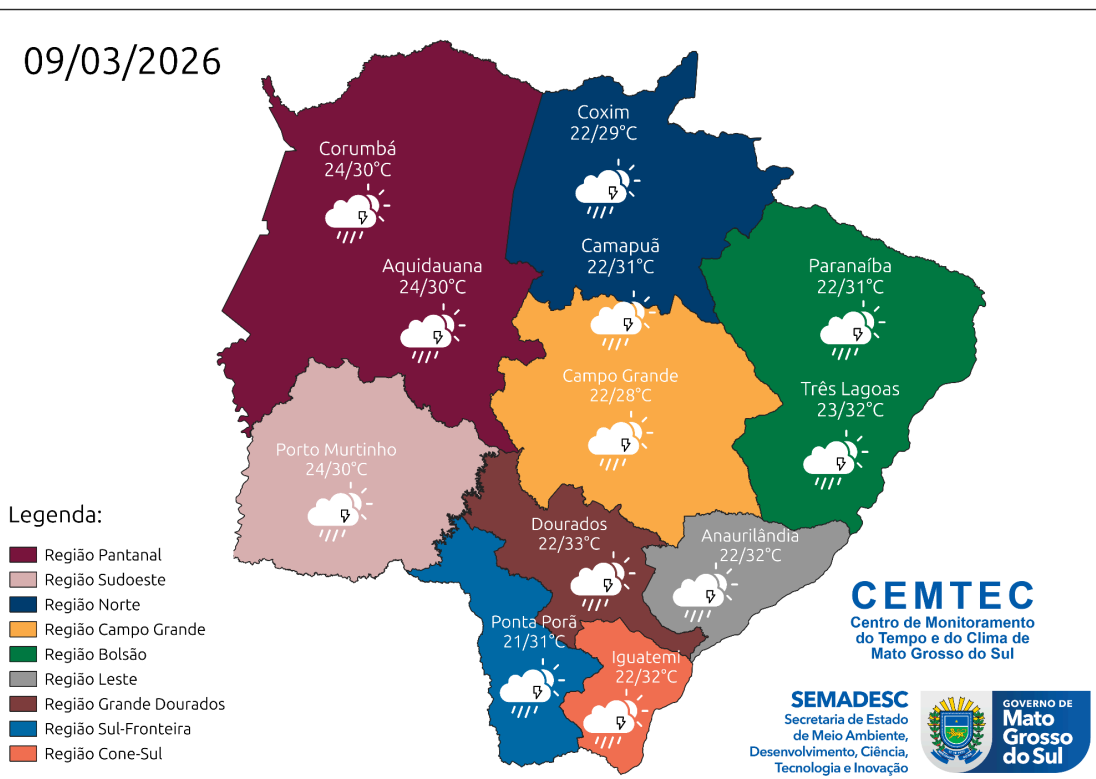 09/03/2026
Coxim
22/29°C
Corumbá
24/30°C
Camapuã
22/31°C
Aquidauana
24/30°C
Paranaíba
22/31°C
Campo Grande
22/28°C
Três Lagoas
23/32°C
Porto Murtinho
24/30°C
Dourados
22/33°C
Anaurilândia
22/32°C
Ponta Porã
21/31°C
Iguatemi
22/32°C
Legenda:
Região Pantanal
Região Sudoeste
Região Norte
Região Campo Grande
Região Bolsão
Região Leste
Região Grande Dourados
Região Sul-Fronteira
Região Cone-Sul
CEMTEC
Centro de Monitoramento
do Tempo e do Clima de
Mato Grosso do Sul
SEMADESC
Secretaria de Estado
de Meio Ambiente,
Desenvolvimento, Ciência,
Tecnologia e Inovação
GOVERNO DE
Mato
Grosso
do Sul